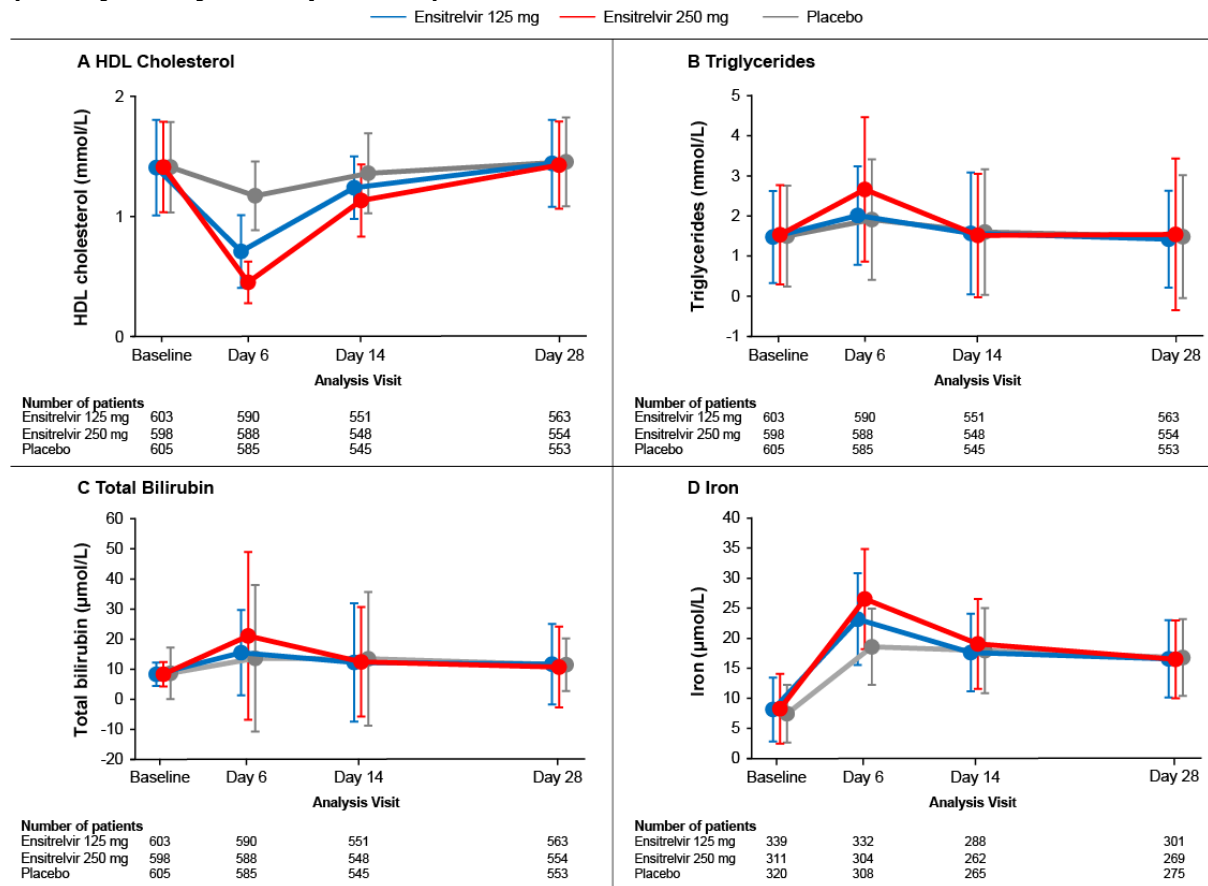 Ensitrelvir 125 mg Ensitrelvir 250 mg Placebo
A HDL Cholesterol
HDL cholesterol (mmol/L)
2
1
0
Baseline Day 6 Day 14 Day 28
Analysis Visit
Number of patients
Ensitrelvir 125 mg 603 590 551 563
Ensitrelvir 250 mg 598 588 548 554
Placebo 605 585 545 553
B Triglycerides
Triglycerides (mmol/L)
5
4
3
2
1
0
-1
Baseline Day 6 Day 14 Day 28
Analysis Visit
Number of patients
Ensitrelvir 125 mg 603 590 551 563
Ensitrelvir 250 mg 598 588 548 554
Placebo 605 585 545 553
C Total Bilirubin
Total bilirubin (µmol/L)
60
50
40
30
20
10
0
-10
-20
Baseline Day 6 Day 14 Day 28
Analysis Visit
Number of patients
Ensitrelvir 125 mg 603 590 551 563
Ensitrelvir 250 mg 598 588 548 554
Placebo 605 585 545 553
D Iron
Iron (µmol/L)
40
35
30
25
20
15
10
5
0
Baseline Day 6 Day 14 Day 28
Analysis Visit
Number of patients
Ensitrelvir 125 mg 339 332 288 301
Ensitrelvir 250 mg 311 304 262 269
Placebo 320 308 265 275